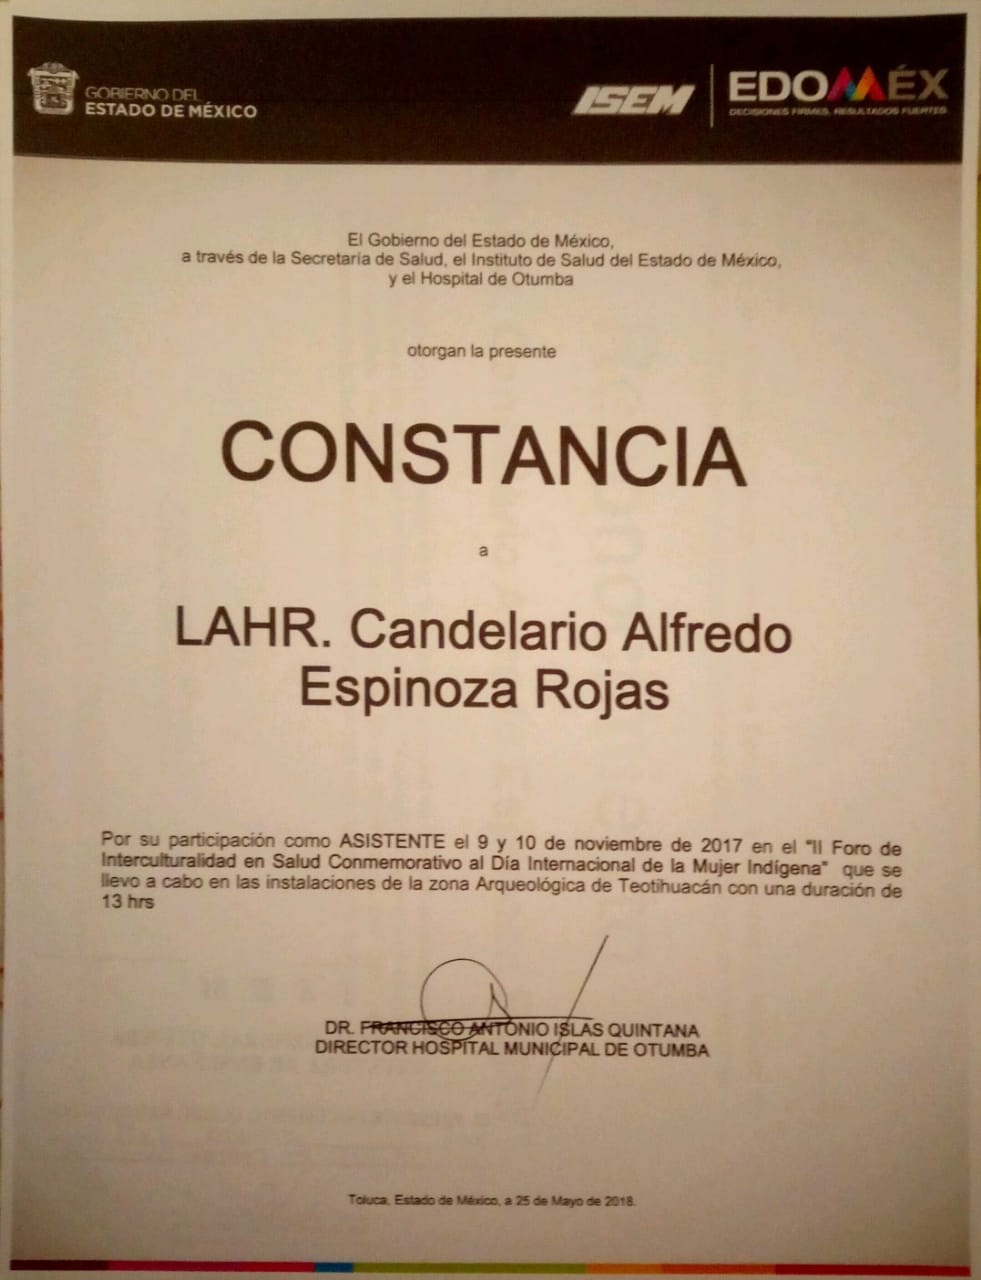 GOBIERNO DEL
ESTADO DE MÉXICO
ISEM
EDOMÉX
DECISIONES FIRMES, RESULTADOS FUERTES.
El Gobierno del Estado de México,
a través de la Secretaría de Salud, el Instituto de Salud del Estado de México,
y el Hospital de Otumba
otorgan la presente
CONSTANCIA
a
LAHR. Candelario Alfredo
Espinoza Rojas
Por su participación como ASISTENTE el 9 y 10 de noviembre de 2017 en el "II Foro de
Interculturalidad en Salud Conmemorativo al Día Internacional de la Mujer Indígena" que se
llevo a cabo en las instalaciones de la zona Arqueológica de Teotihuacán con una duración de
13 hrs
DR. FRANCISCO ANTONIO ISLAS QUINTANA
DIRECTOR HOSPITAL MUNICIPAL DE OTUMBA
Toluca, Estado de México, a 25 de Mayo de 2018.